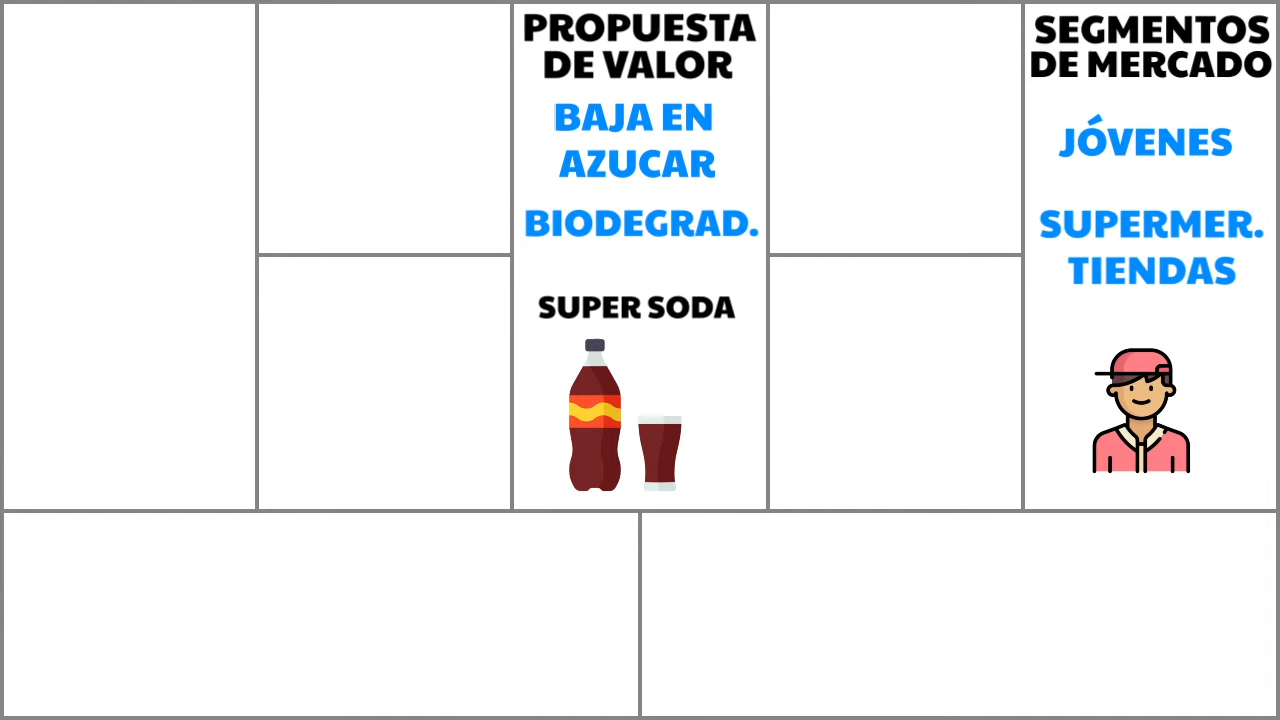 PROPUESTA
DE VALOR
BAJA EN
AZUCAR
BIODEGRAD.
SUPER SODA
SEGMENTOS
DE MERCADO
JÓVENES
SUPERMER.
TIENDAS